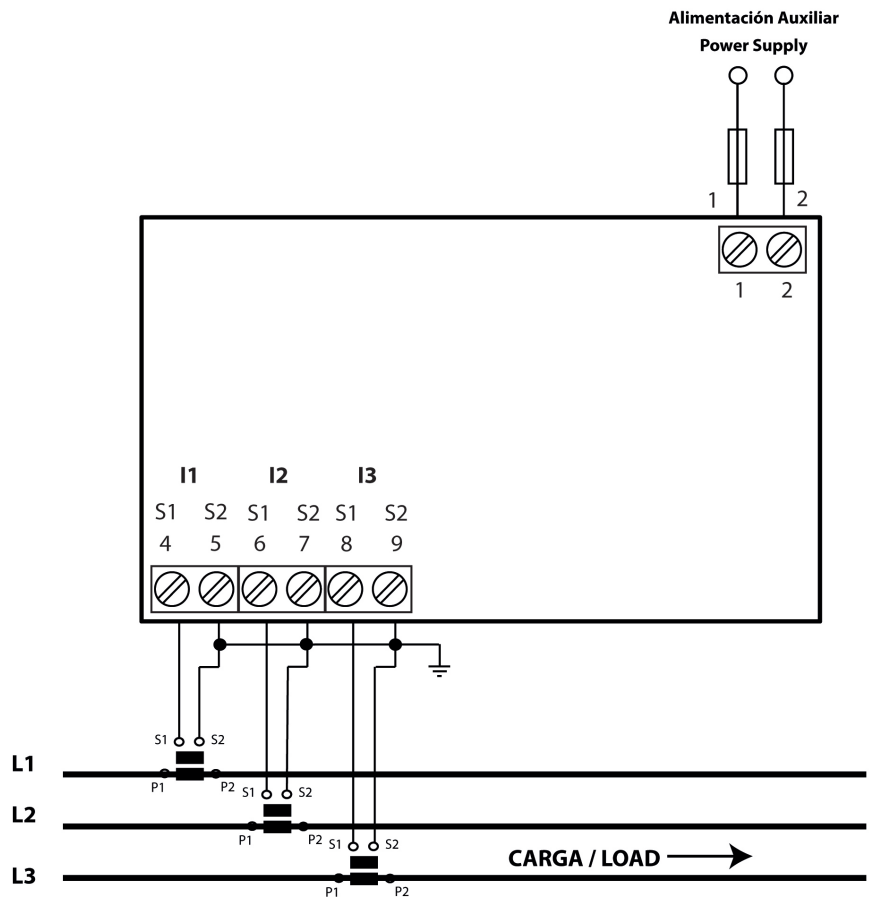 Alimentación Auxiliar
Power Supply
1 2
1 2
I1 I2 I3
S1 S2 S1 S2 S1 S2
4 5 6 7 8 9
S1 S2
L1
P1 P2
S1 S2
L2
P1 P2
S1 S2
CARGA / LOAD
L3
P1 P2